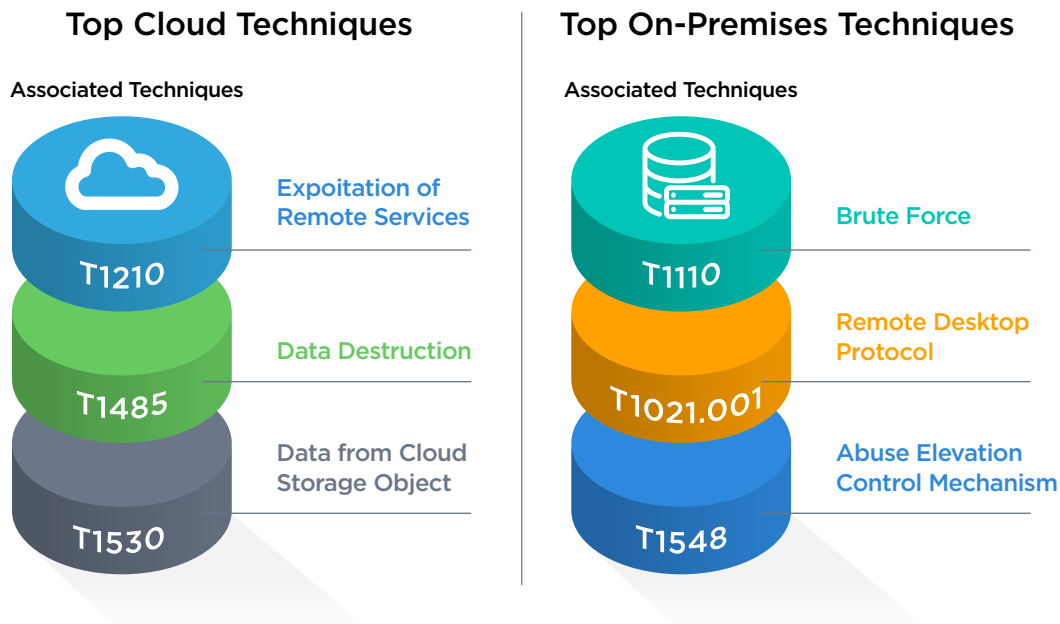 Top Cloud Techniques
Associated Techniques
Expoitation of
Remote Services
T1210
Data Destruction
T1485
Data from Cloud
Storage Object
T1530
Top On-Premises Techniques
Associated Techniques
Brute Force
T1110
Remote Desktop
Protocol
T1021.001
Abuse Elevation
Control Mechanism
T1548